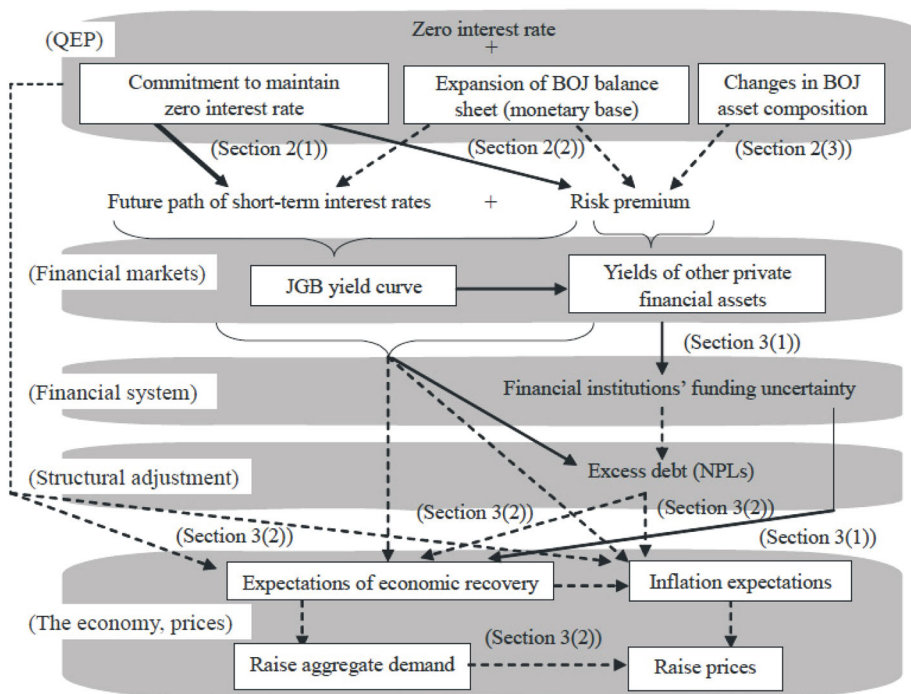 Zero interest rate
(QEP)
+
Commitment to maintain
zero interest rate
Expansion of BOJ balance
sheet (monetary base)
Changes in BOJ
asset composition
(Section 2(1))
(Section 2(2))
(Section 2(3))
Future path of short-term interest rates
+
Risk premium
(Financial markets)
JGB yield curve
Yields of other private
financial assets
(Section 3(1))
(Financial system)
Financial institutions’ funding uncertainty
(Structural adjustment)
Excess debt (NPLs)
(Section 3(2))
(Section 3(2))
(Section 3(2))
(Section 3(1))
Expectations of economic recovery
Inflation expectations
(The economy, prices)
(Section 3(2))
Raise aggregate demand
Raise prices